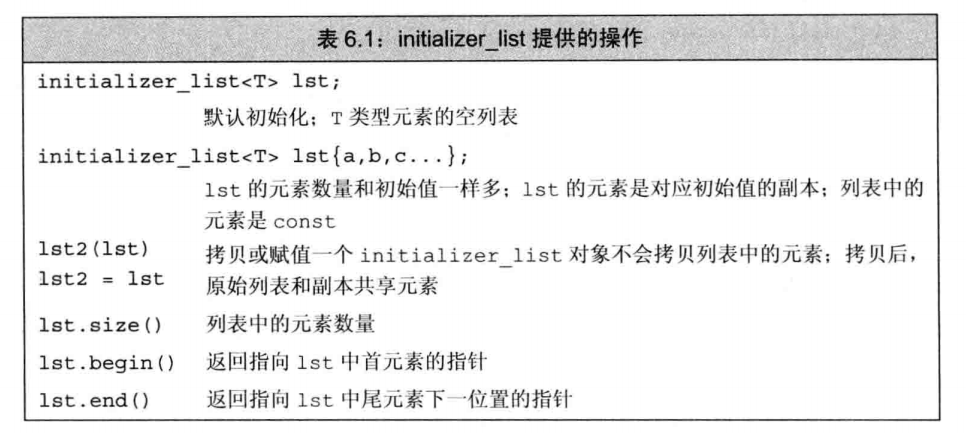 表 6.1：initializer_list 提供的操作
initializer_list<T> lst;
默认初始化；T 类型元素的空列表
initializer_list<T> lst{a,b,c...};
lst 的元素数量和初始值一样多；lst 的元素是对应初始值的副本；列表中的
元素是 const
lst2(lst) 拷贝或赋值一个 initializer_list 对象不会拷贝列表中的元素；拷贝后，
lst2 = lst 原始列表和副本共享元素
lst.size() 列表中的元素数量
lst.begin() 返回指向 lst 中首元素的指针
lst.end() 返回指向 lst 中尾元素下一位置的指针